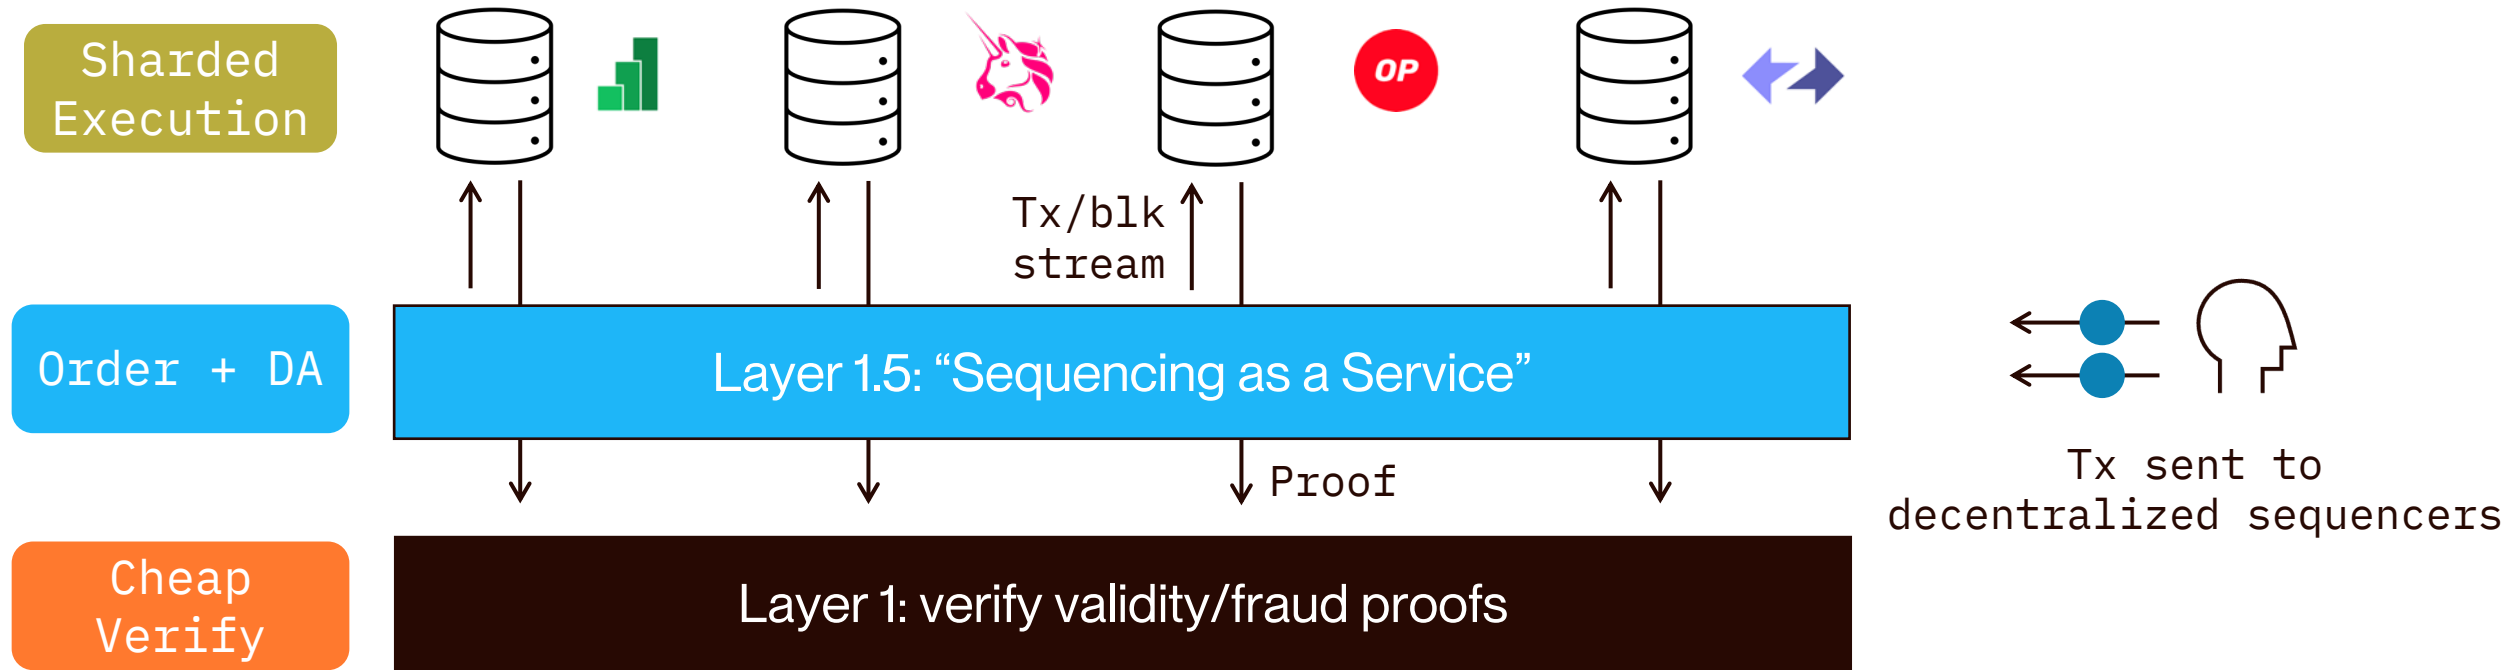 Sharded
Execution
OP
Tx/blk
stream
Order + DA
Layer 1.5: “Sequencing as a Service”
Proof
Tx sent to
decentralized sequencers
Cheap
Verify
Layer 1: verify validity/fraud proofs